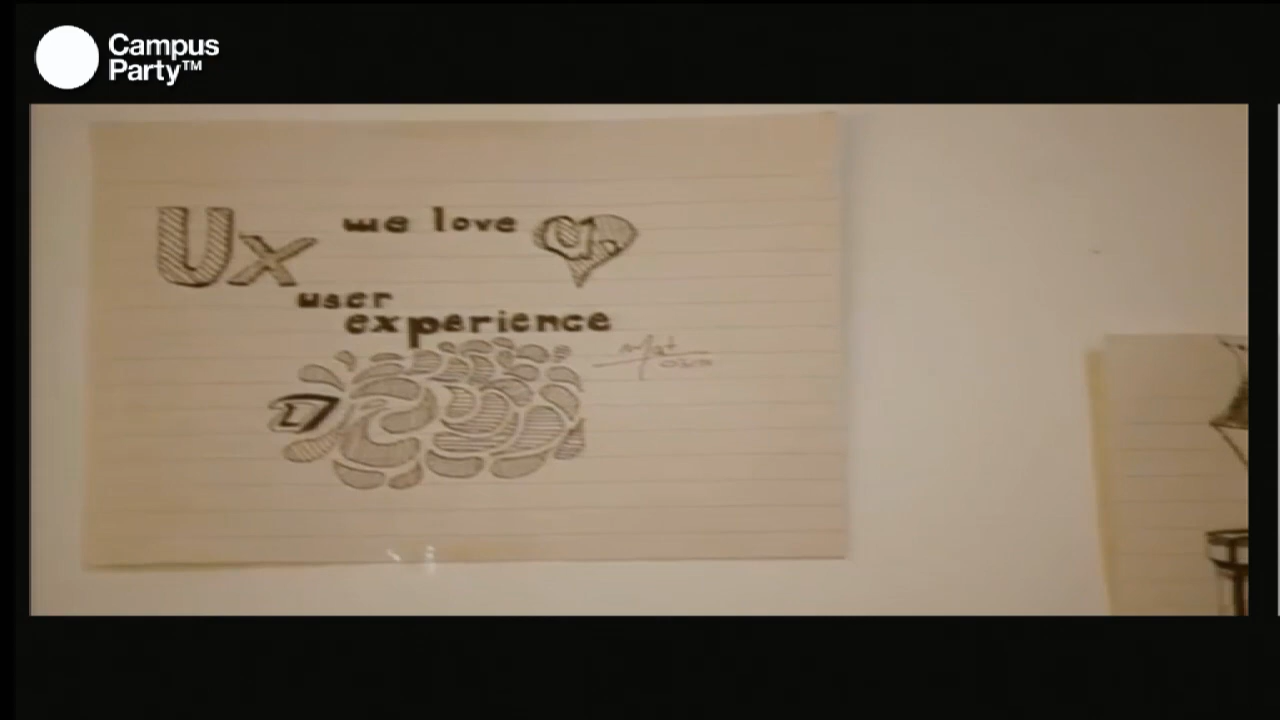 Campus
Party™
Ux we love
user
experience